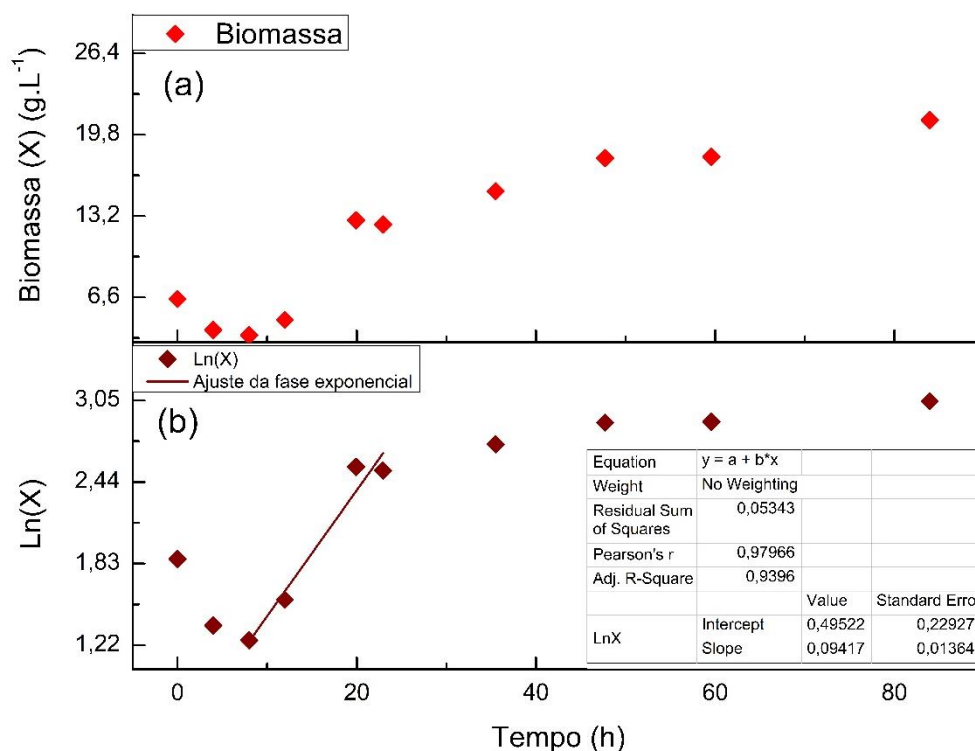 Biomassa
(a)
26,4
19,8
13,2
6,6
Biomassa (X) (g.L⁻¹)
Ln(X)
Ajuste da fase exponencial
(b)
3,05
2,44
1,83
1,22
Ln(X)
Equation y = a + b*x
Weight No Weighting
Residual Sum of Squares 0,05343
Pearson's r 0,97966
Adj. R-Square 0,9396
Value Standard Erro
LnX Intercept 0,49522 0,22927
Slope 0,09417 0,01364
0 20 40 60 80
Tempo (h)